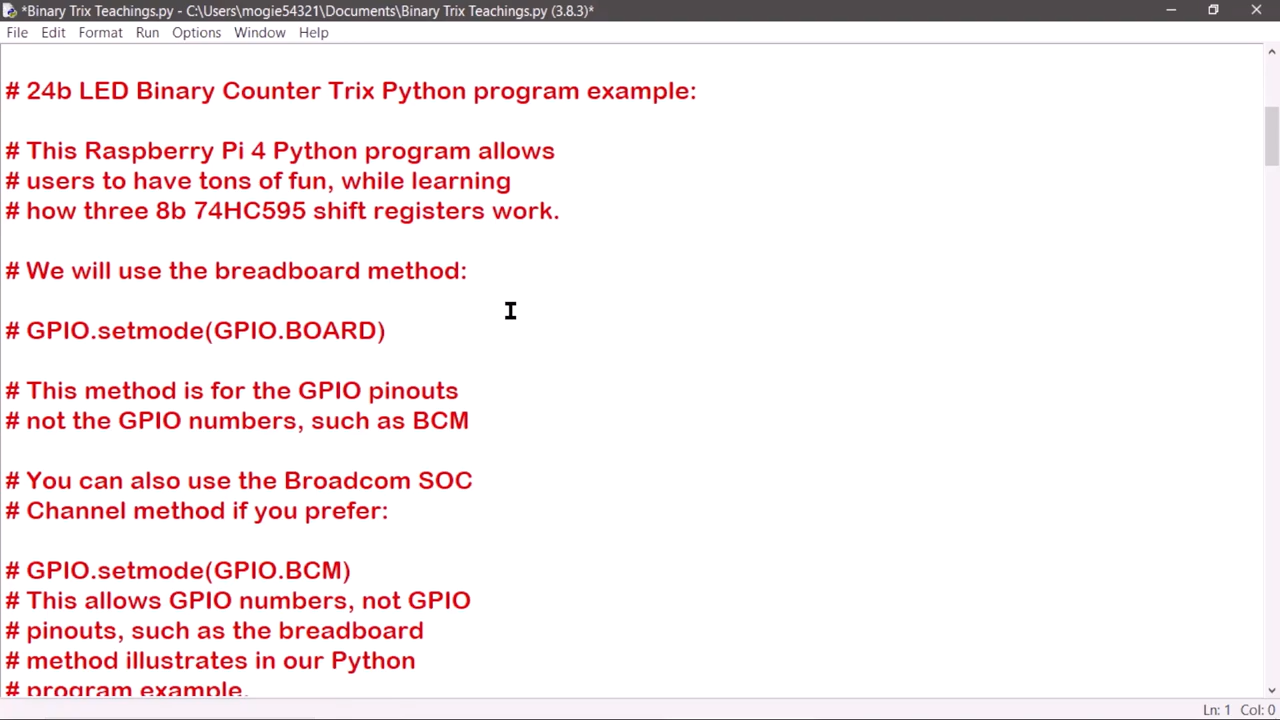 *Binary Trix Teachings.py - C:\Users\mogie54321\Documents\Binary Trix Teachings.py (3.8.3)*
File Edit Format Run Options Window Help
# 24b LED Binary Counter Trix Python program example:
# This Raspberry Pi 4 Python program allows
# users to have tons of fun, while learning
# how three 8b 74HC595 shift registers work.
# We will use the breadboard method:
# GPIO.setmode(GPIO.BOARD)
# This method is for the GPIO pinouts
# not the GPIO numbers, such as BCM
# You can also use the Broadcom SOC
# Channel method if you prefer:
# GPIO.setmode(GPIO.BCM)
# This allows GPIO numbers, not GPIO
# pinouts, such as the breadboard
# method illustrates in our Python
# program example.
Ln: 1 Col: 0